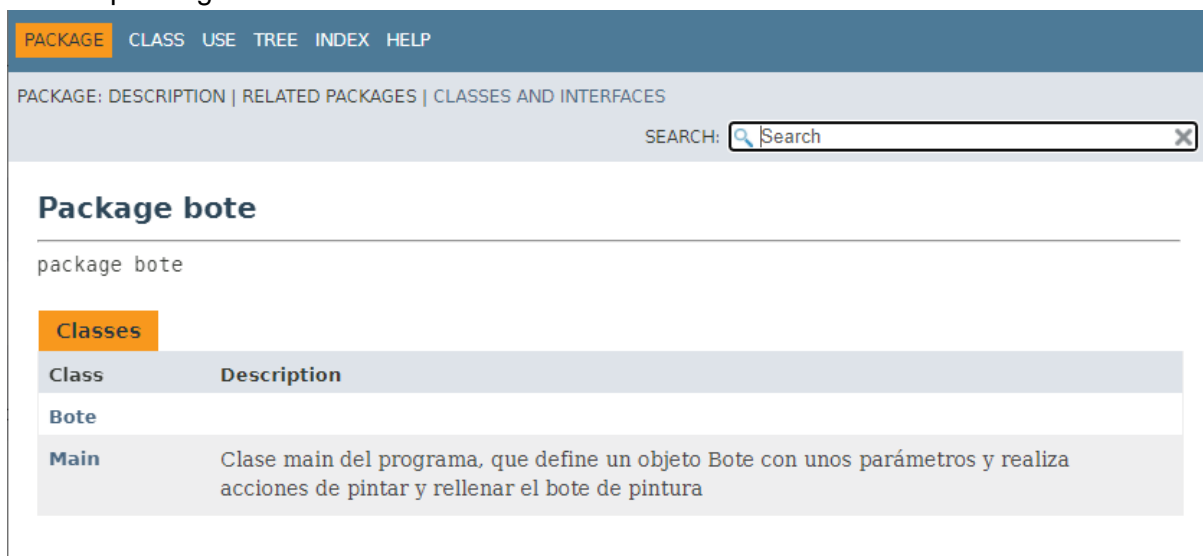 PACKAGE CLASS USE TREE INDEX HELP
PACKAGE: DESCRIPTION | RELATED PACKAGES | CLASSES AND INTERFACES
SEARCH: Search
Package bote
package bote
Classes
Class Description
Bote
Main Clase main del programa, que define un objeto Bote con unos parámetros y realiza
acciones de pintar y rellenar el bote de pintura